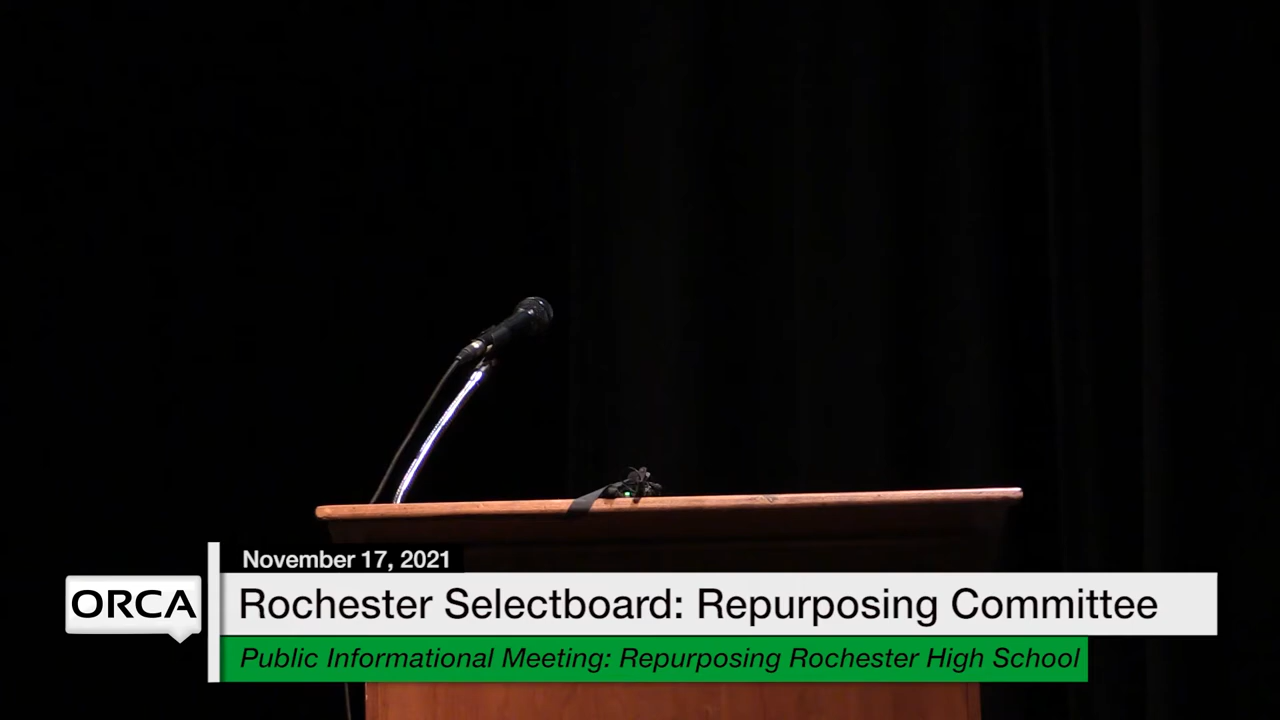 November 17, 2021
ORCA
Rochester Selectboard: Repurposing Committee
Public Informational Meeting: Repurposing Rochester High School